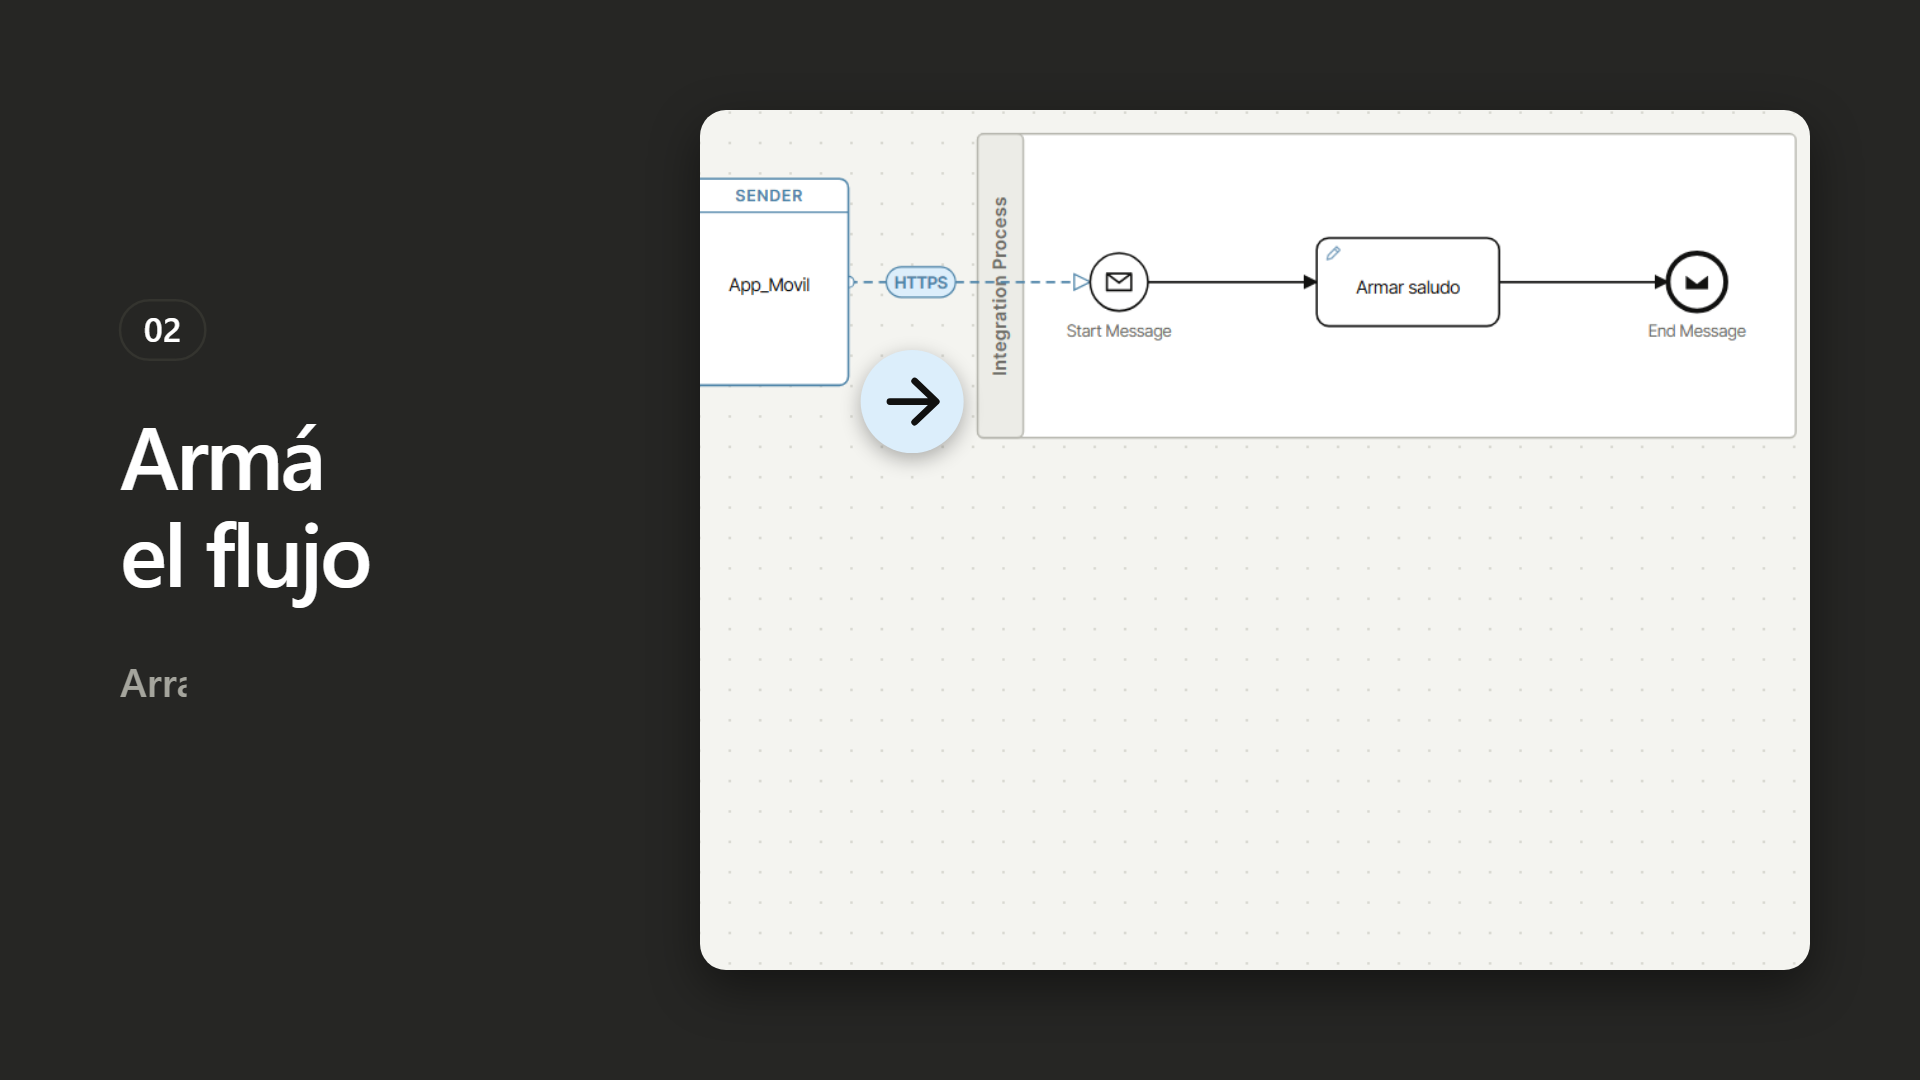 02
Armá
el flujo
SENDER
App_Movil
HTTPS
Integration Process
Start Message
Armar saludo
End Message